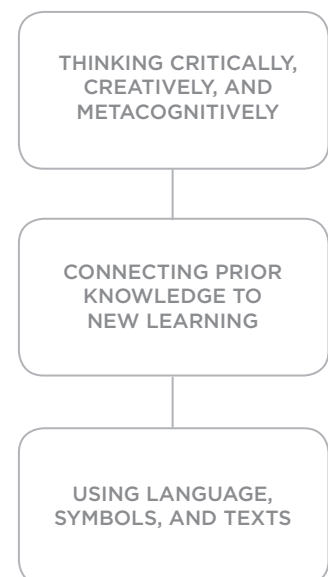 THINKING CRITICALLY,
CREATIVELY, AND
METACOGNITIVELY
CONNECTING PRIOR
KNOWLEDGE TO
NEW LEARNING
USING LANGUAGE,
SYMBOLS, AND TEXTS